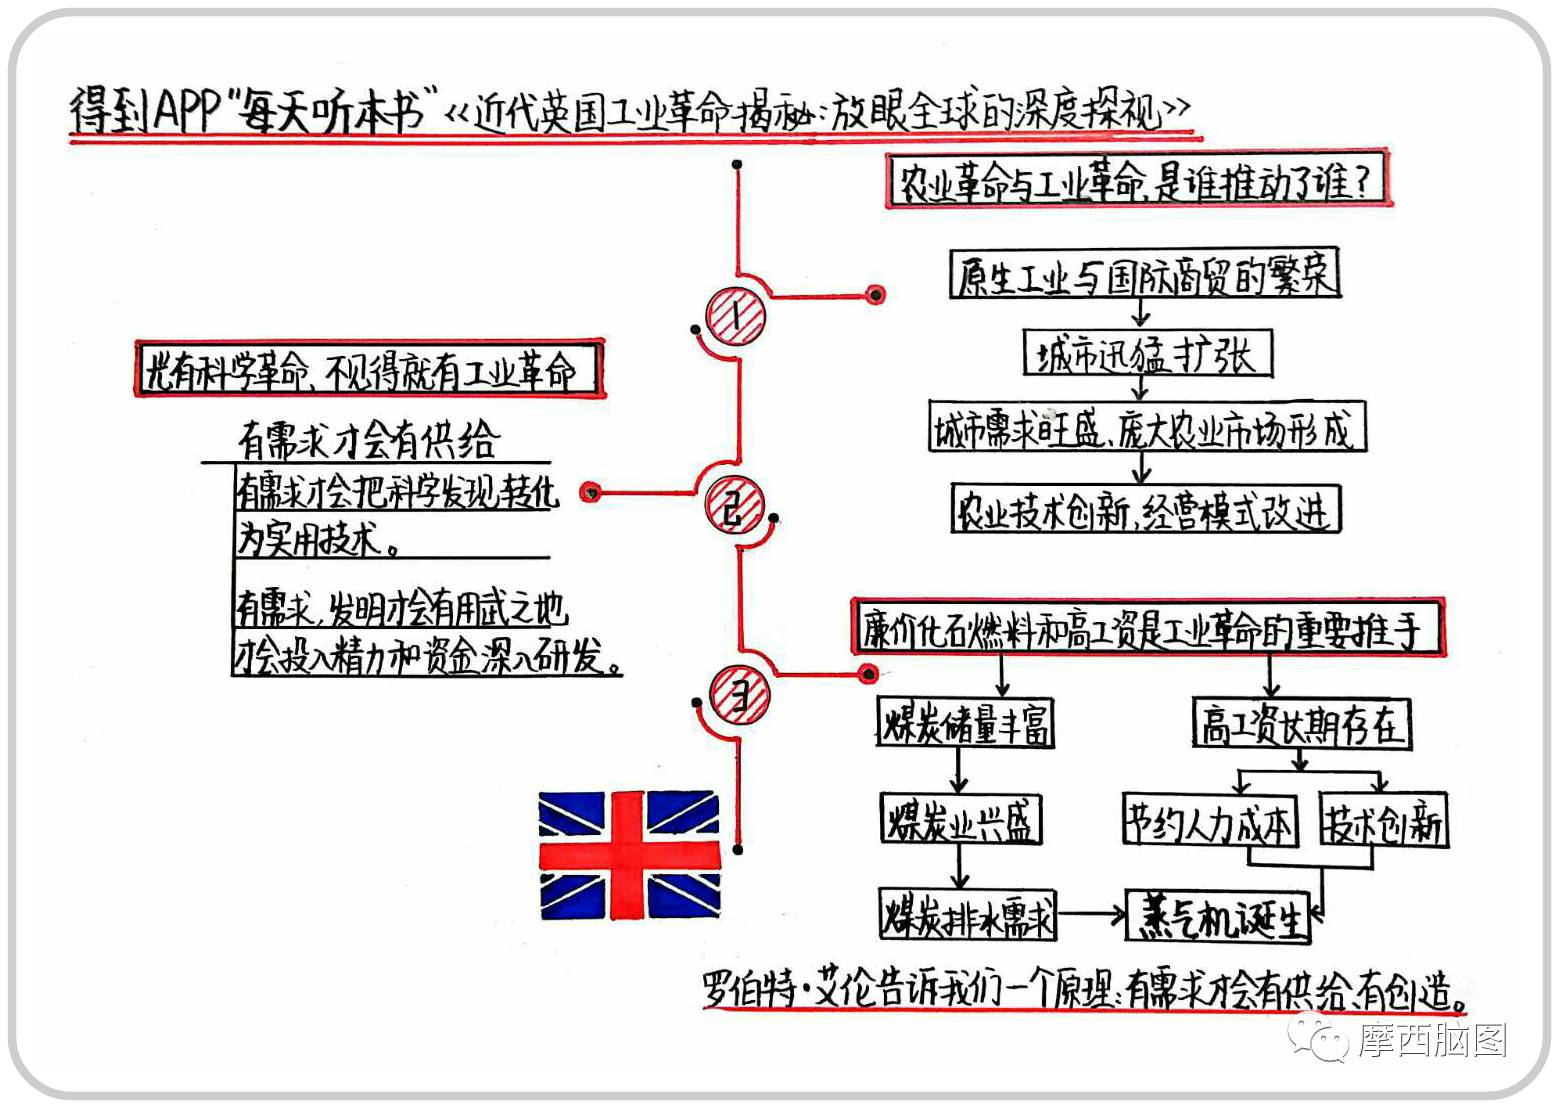 得到APP“每天听本书”《近代英国工业革命揭秘:放眼全球的深度探视》
1
农业革命与工业革命,是谁推动了谁?
原生工业与国际商贸的繁荣
城市迅猛扩张
城市需求旺盛、庞大农业市场形成
农业技术创新,经营模式改进
2
光有科学革命、不见得就有工业革命
有需求才会有供给
有需求才会把科学发现,转化
为实用技术。
有需求,发明才会有用武之地
才会投入精力和资金深入研发。
3
廉价化石燃料和高工资是工业革命的重要推手
煤炭储量丰富
煤炭业兴盛
煤炭排水需求
高工资长期存在
节约人力成本
技术创新
蒸气机诞生
罗伯特·艾伦告诉我们一个原理:有需求才会有供给、有创造。
摩西脑图